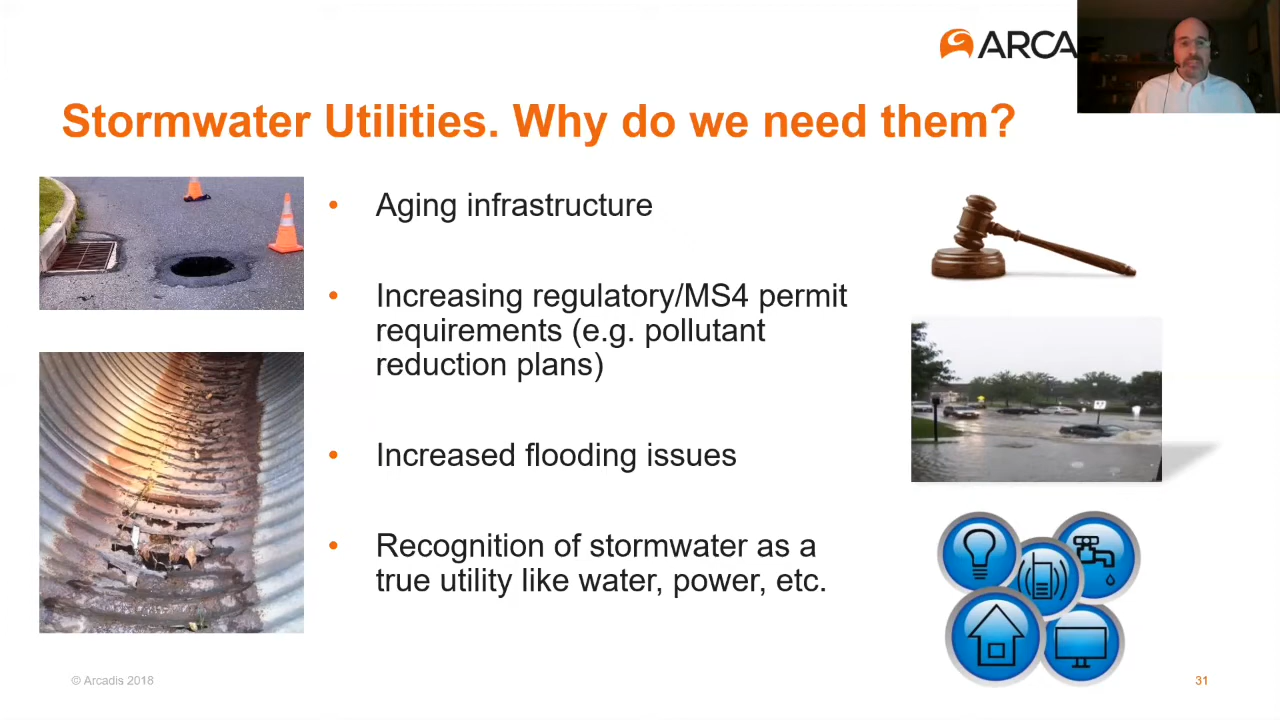 ARCA
Stormwater Utilities. Why do we need them?
• Aging infrastructure
• Increasing regulatory/MS4 permit
requirements (e.g. pollutant
reduction plans)
• Increased flooding issues
• Recognition of stormwater as a
true utility like water, power, etc.
© Arcadis 2018
31